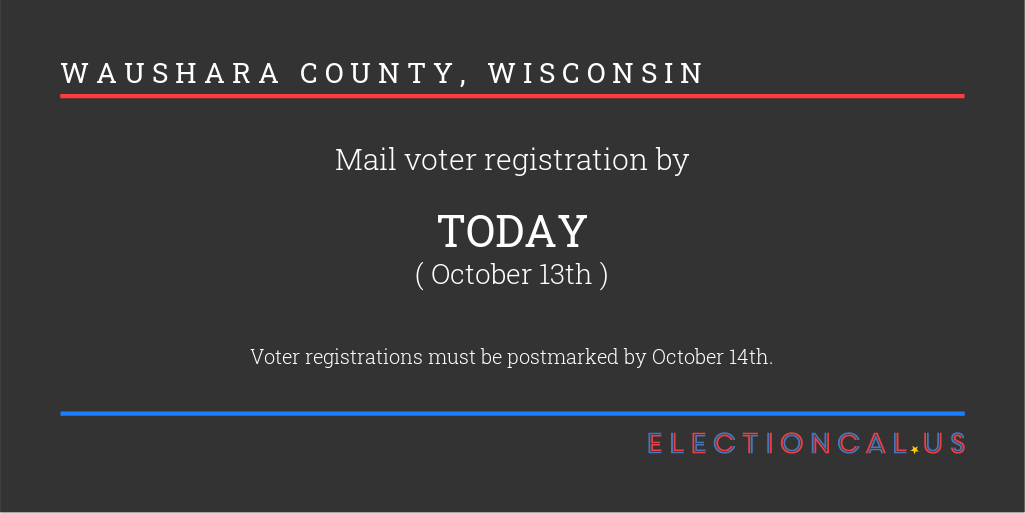 WAUSHARA COUNTY, WISCONSIN
Mail voter registration by
TODAY
( October 13th )
Voter registrations must be postmarked by October 14th.
ELECTIONCAL.US